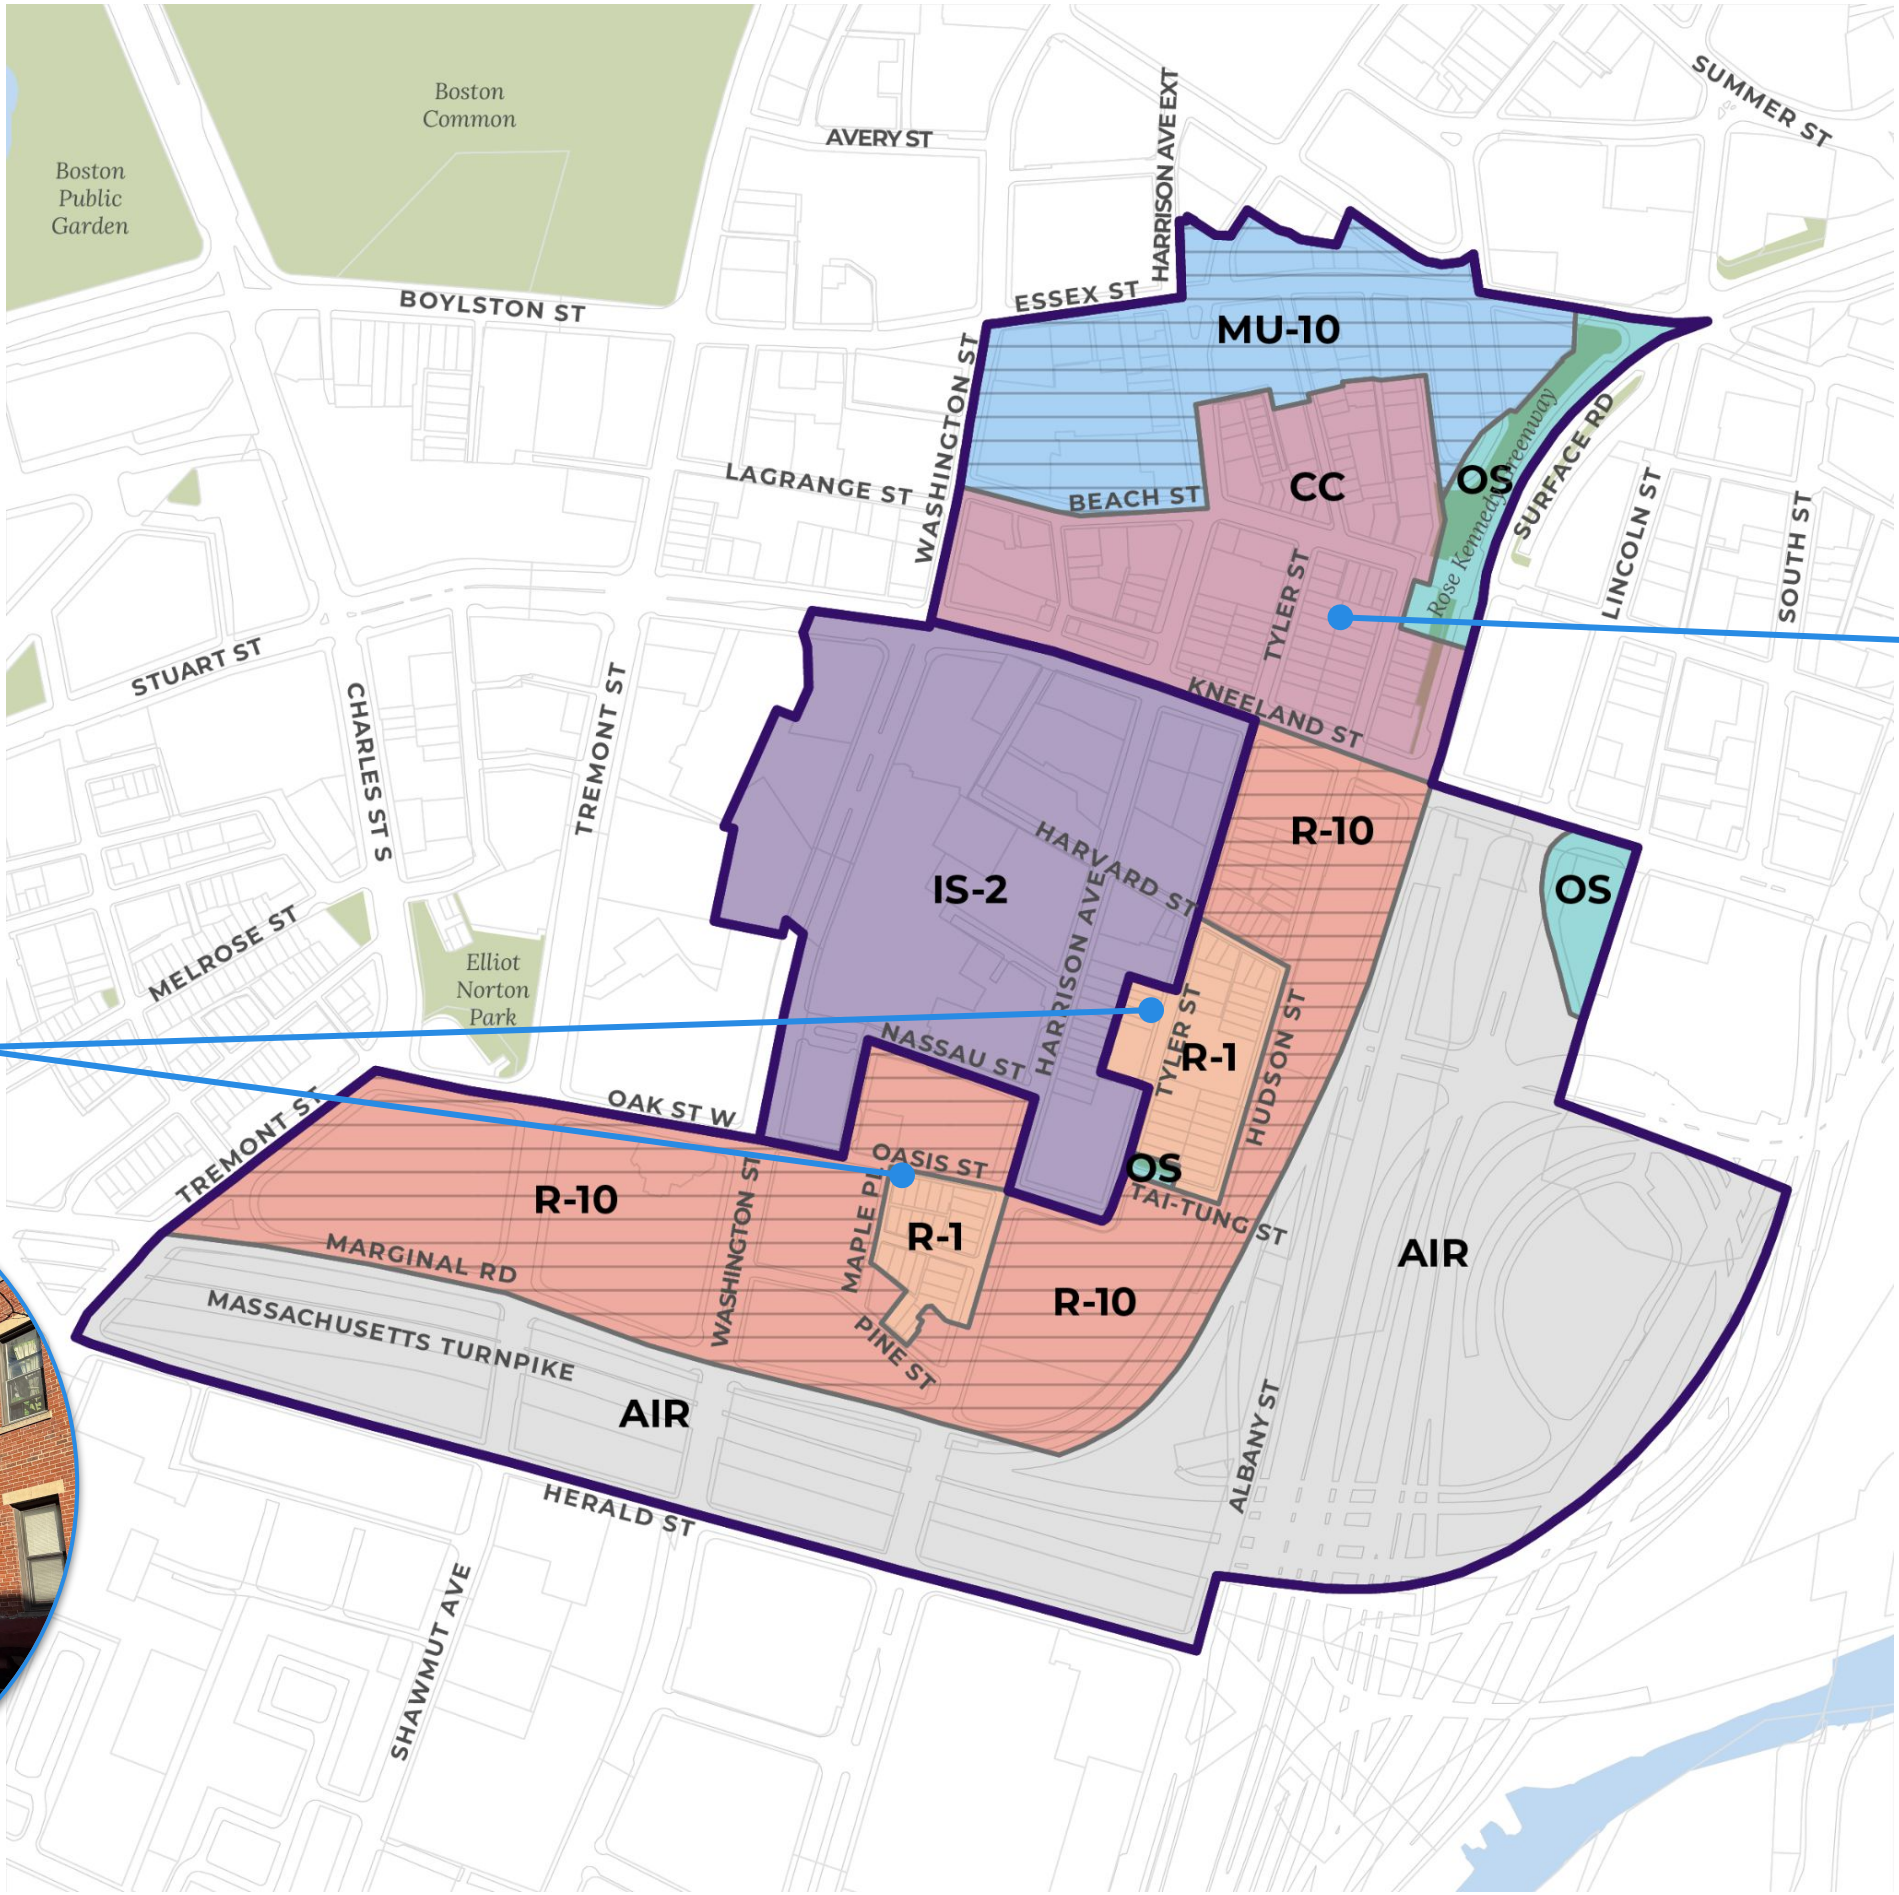 SUMMER ST
Boston
Common
AVERY ST
HARRISON AVE EXT
Boston
Public
Garden
BOYLSTON ST
ESSEX ST
MU-10
WASHINGTON ST
LAGRANGE ST
BEACH ST
CC
OS
Rose Kennedy Greenway
SURFACE RD
LINCOLN ST
SOUTH ST
TYLER ST
STUART ST
CHARLES ST S
TREMONT ST
KNEELAND ST
R-10
HARVARD ST
IS-2
HARRISON AVE
OS
MELROSE ST
Elliot
Norton
Park
NASSAU ST
TYLER ST
R-1
HUDSON ST
TREMONT ST
OAK ST W
OASIS ST
OS
TAI-TUNG ST
R-10
WASHINGTON ST
MAPLE PL
R-1
MARGINAL RD
AIR
MASSACHUSETTS TURNPIKE
R-10
PINE ST
AIR
ALBANY ST
HERALD ST
SHAWMUT AVE